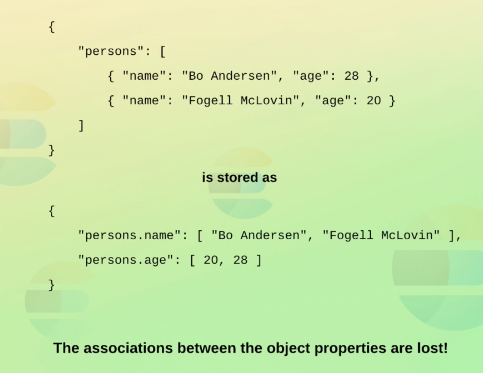 {
"persons": [
{ "name": "Bo Andersen", "age": 28 },
{ "name": "Fogell McLovin", "age": 20 }
]
}
is stored as
{
"persons.name": [ "Bo Andersen", "Fogell McLovin" ],
"persons.age": [ 20, 28 ]
}
The associations between the object properties are lost!